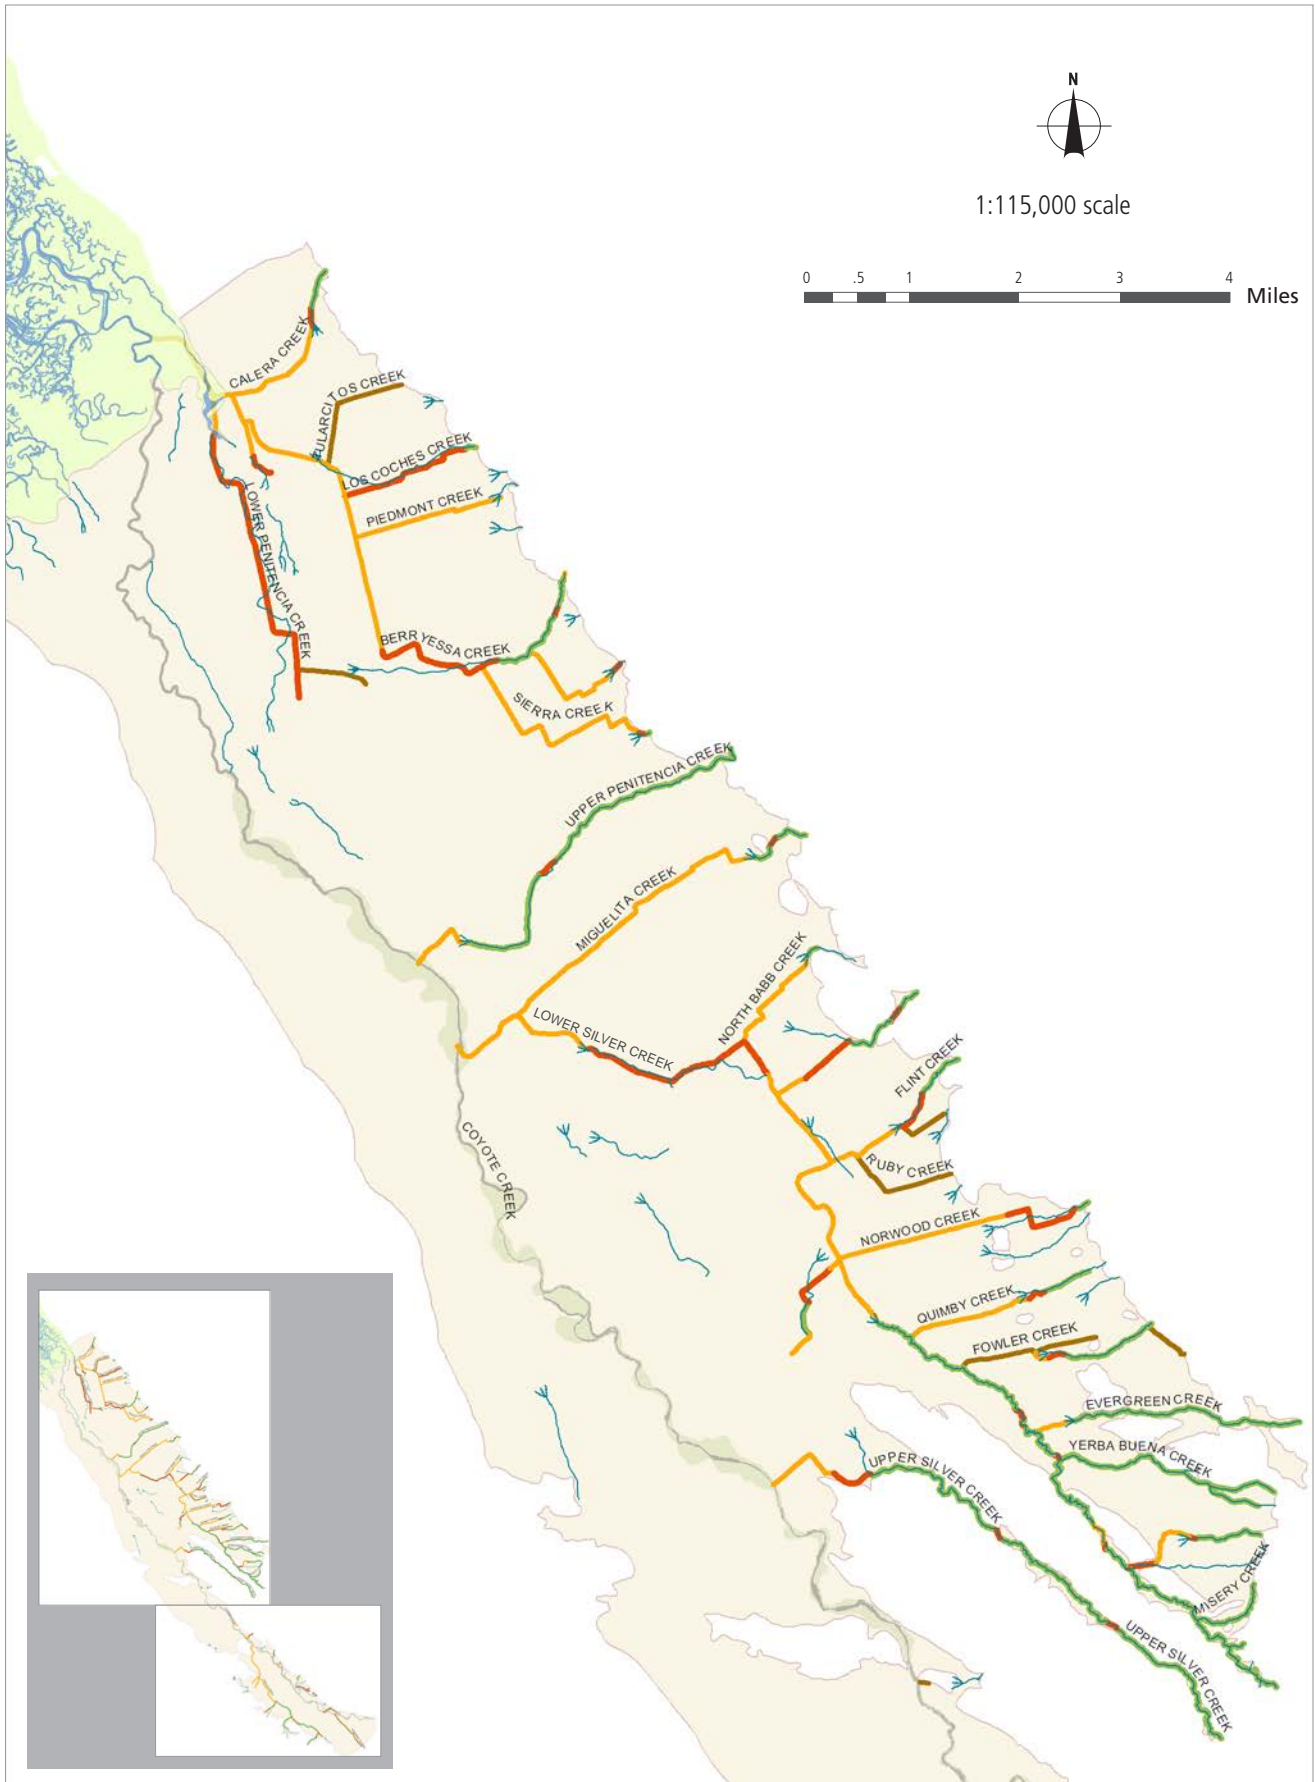 N
1:115,000 scale
0 .5 1 2 3 4 Miles
CALERA CREEK
TULARCITOS CREEK
LOS COCHES CREEK
PIEDMONT CREEK
LOWER PENITENCIA CREEK
BERRYESSA CREEK
SIERRA CREEK
UPPER PENITENCIA CREEK
MIGUELITA CREEK
NORTH BABB CREEK
LOWER SILVER CREEK
FLINT CREEK
COYOTE CREEK
RUBY CREEK
NORWOOD CREEK
QUIMBY CREEK
FOWLER CREEK
EVERGREEN CREEK
YERBA BUENA CREEK
UPPER SILVER CREEK
MISERY CREEK
UPPER SILVER CREEK